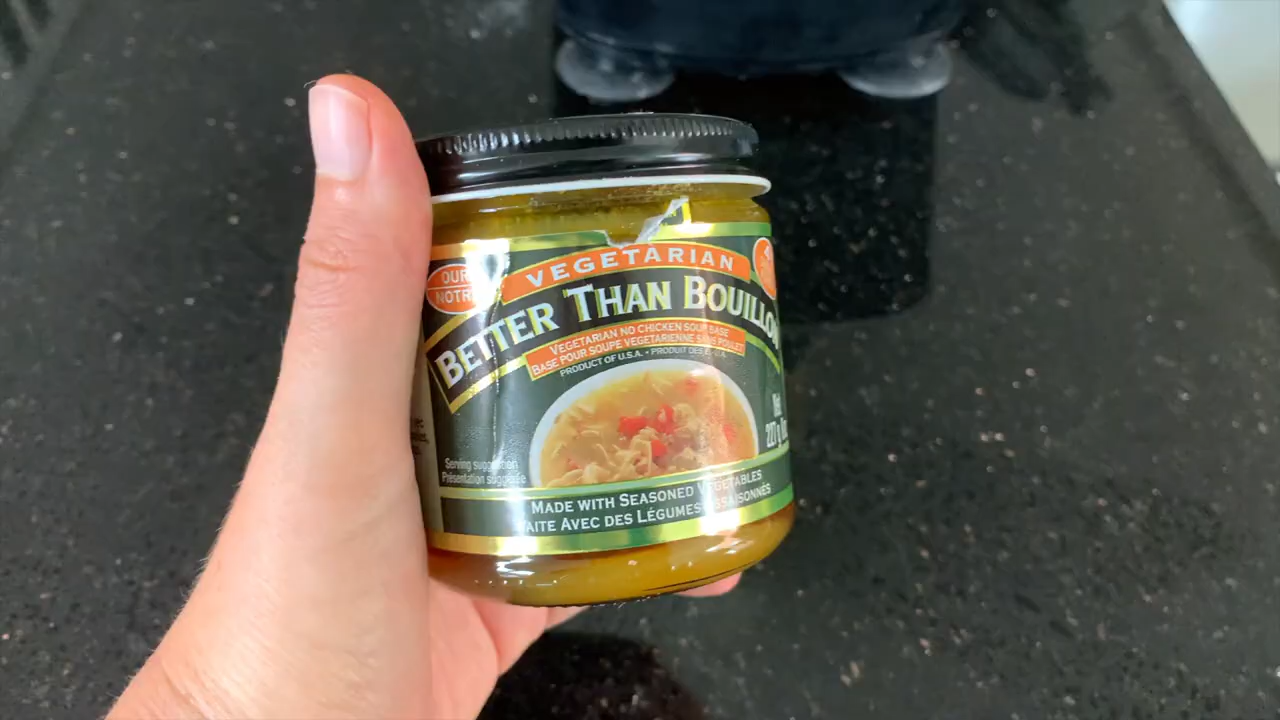 OUR
NOTR
VEGETARIAN
BETTER THAN BOUILLON
VEGETARIAN NO CHICKEN SOUP BASE
BASE POUR SOUPE VEGETARIENNE SANS POULET
PRODUCT OF U.S.A. • PRODUIT DES É.-U.A.
Net
227 g
Serving suggestion
Présentation suggérée
MADE WITH SEASONED VEGETABLES
FAITE AVEC DES LÉGUMES ASSAISONNÉS